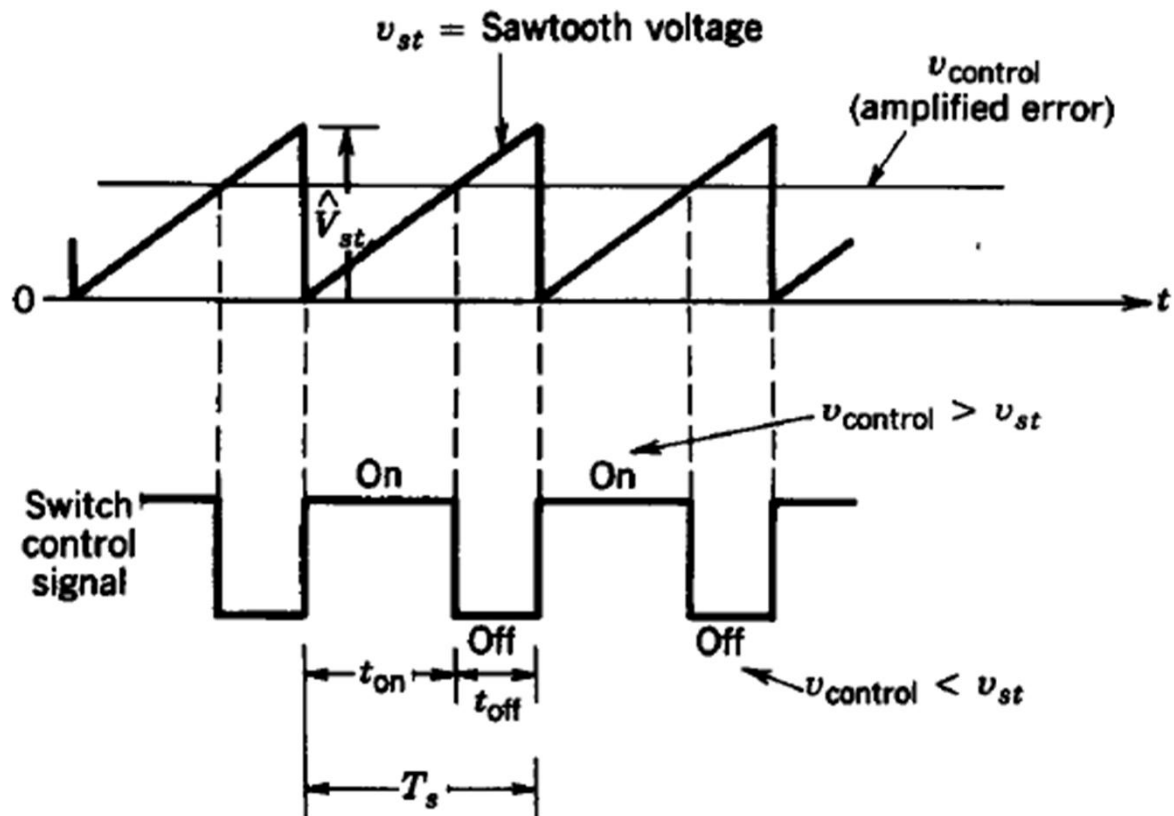 v_st = Sawtooth voltage
v_control
(amplified error)
V̂_st
0
t
v_control > v_st
On
On
Switch
control
signal
Off
Off
t_on
t_off
v_control < v_st
T_s